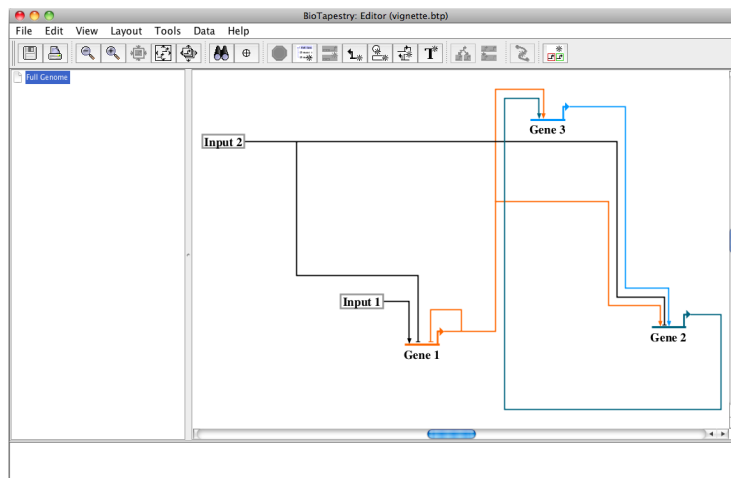 BioTapestry: Editor (vignette.btp)
File Edit View Layout Tools Data Help
T*
Full Genome
Gene 3
Input 2
Input 1
Gene 2
Gene 1